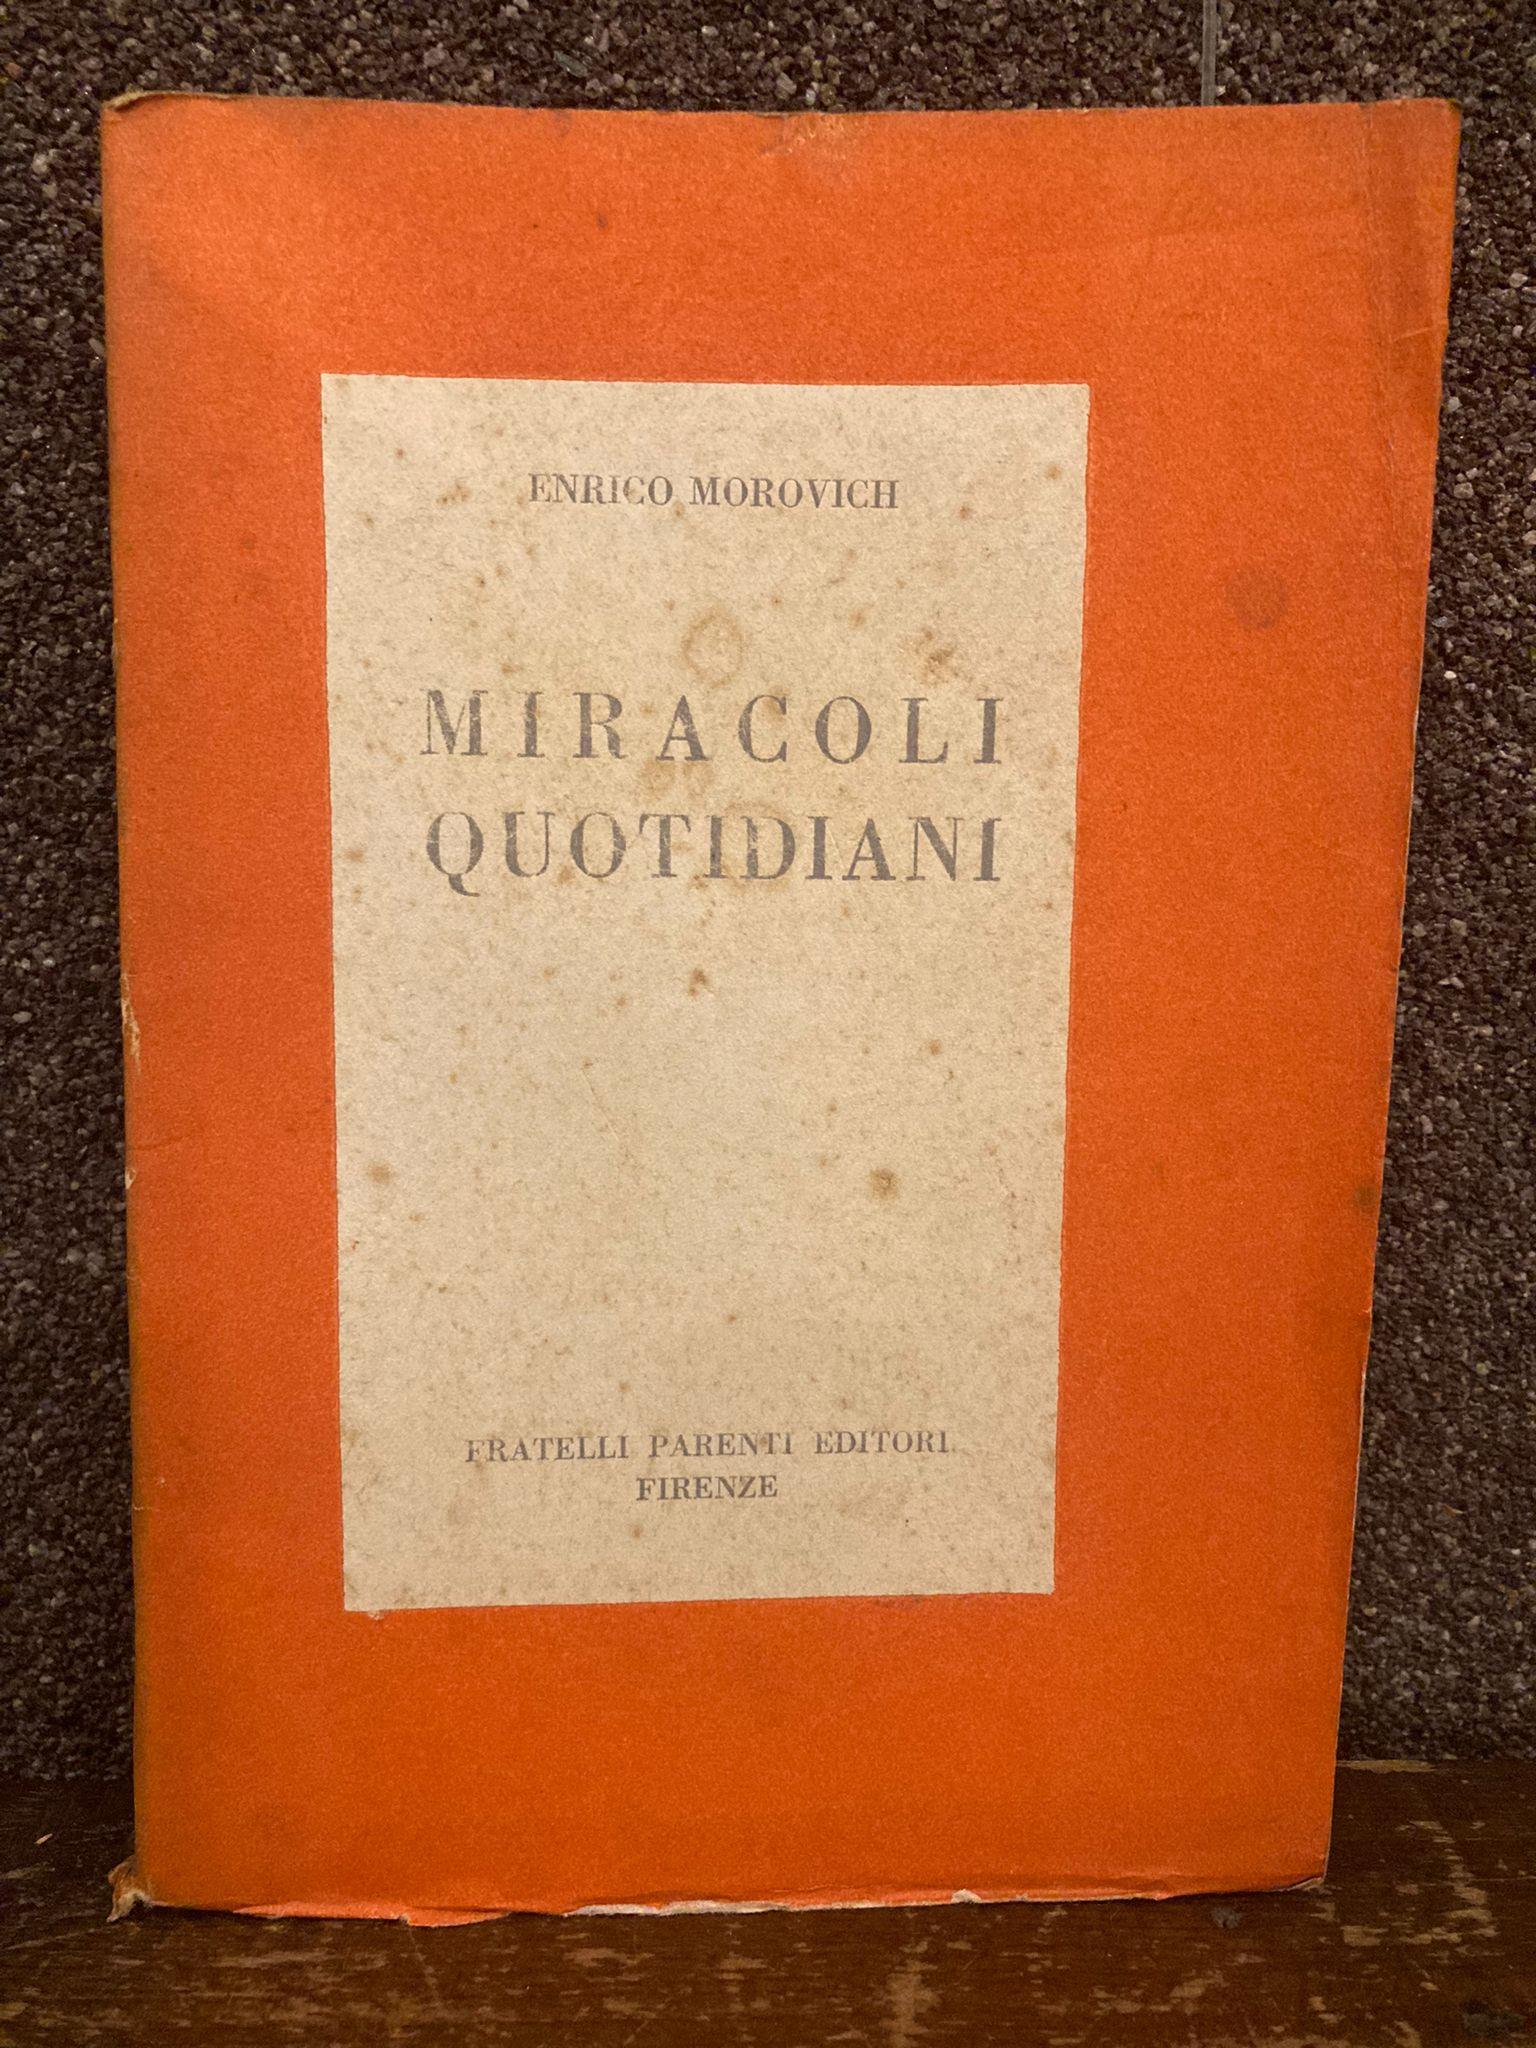 ENRICO MOROVICH
MIRACOLI
QUOTIDIANI
FRATELLI PARENTI EDITORI
FIRENZE